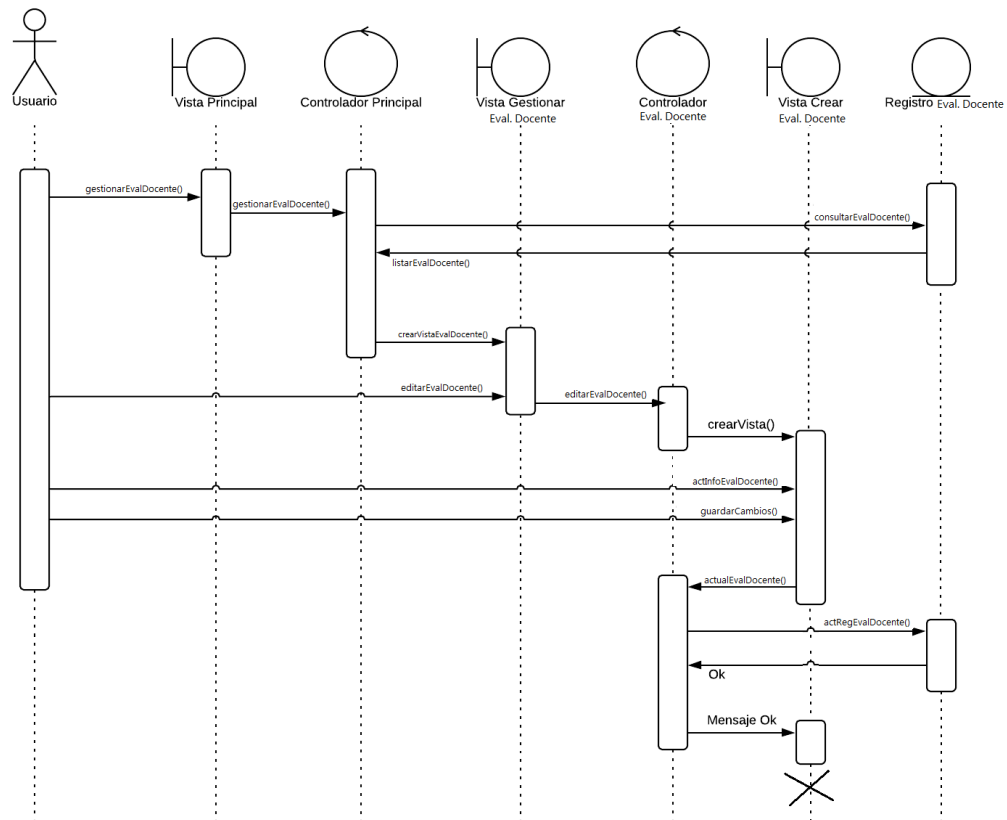 Usuario
Vista Principal
Controlador Principal
Vista Gestionar
Eval. Docente
Controlador
Eval. Docente
Vista Crear
Eval. Docente
Registro Eval. Docente
gestionarEvalDocente()
gestionarEvalDocente()
consultarEvalDocente()
listarEvalDocente()
crearVistaEvalDocente()
editarEvalDocente()
editarEvalDocente()
crearVista()
actInfoEvalDocente()
guardarCambios()
actualEvalDocente()
actRegEvalDocente()
Ok
Mensaje Ok